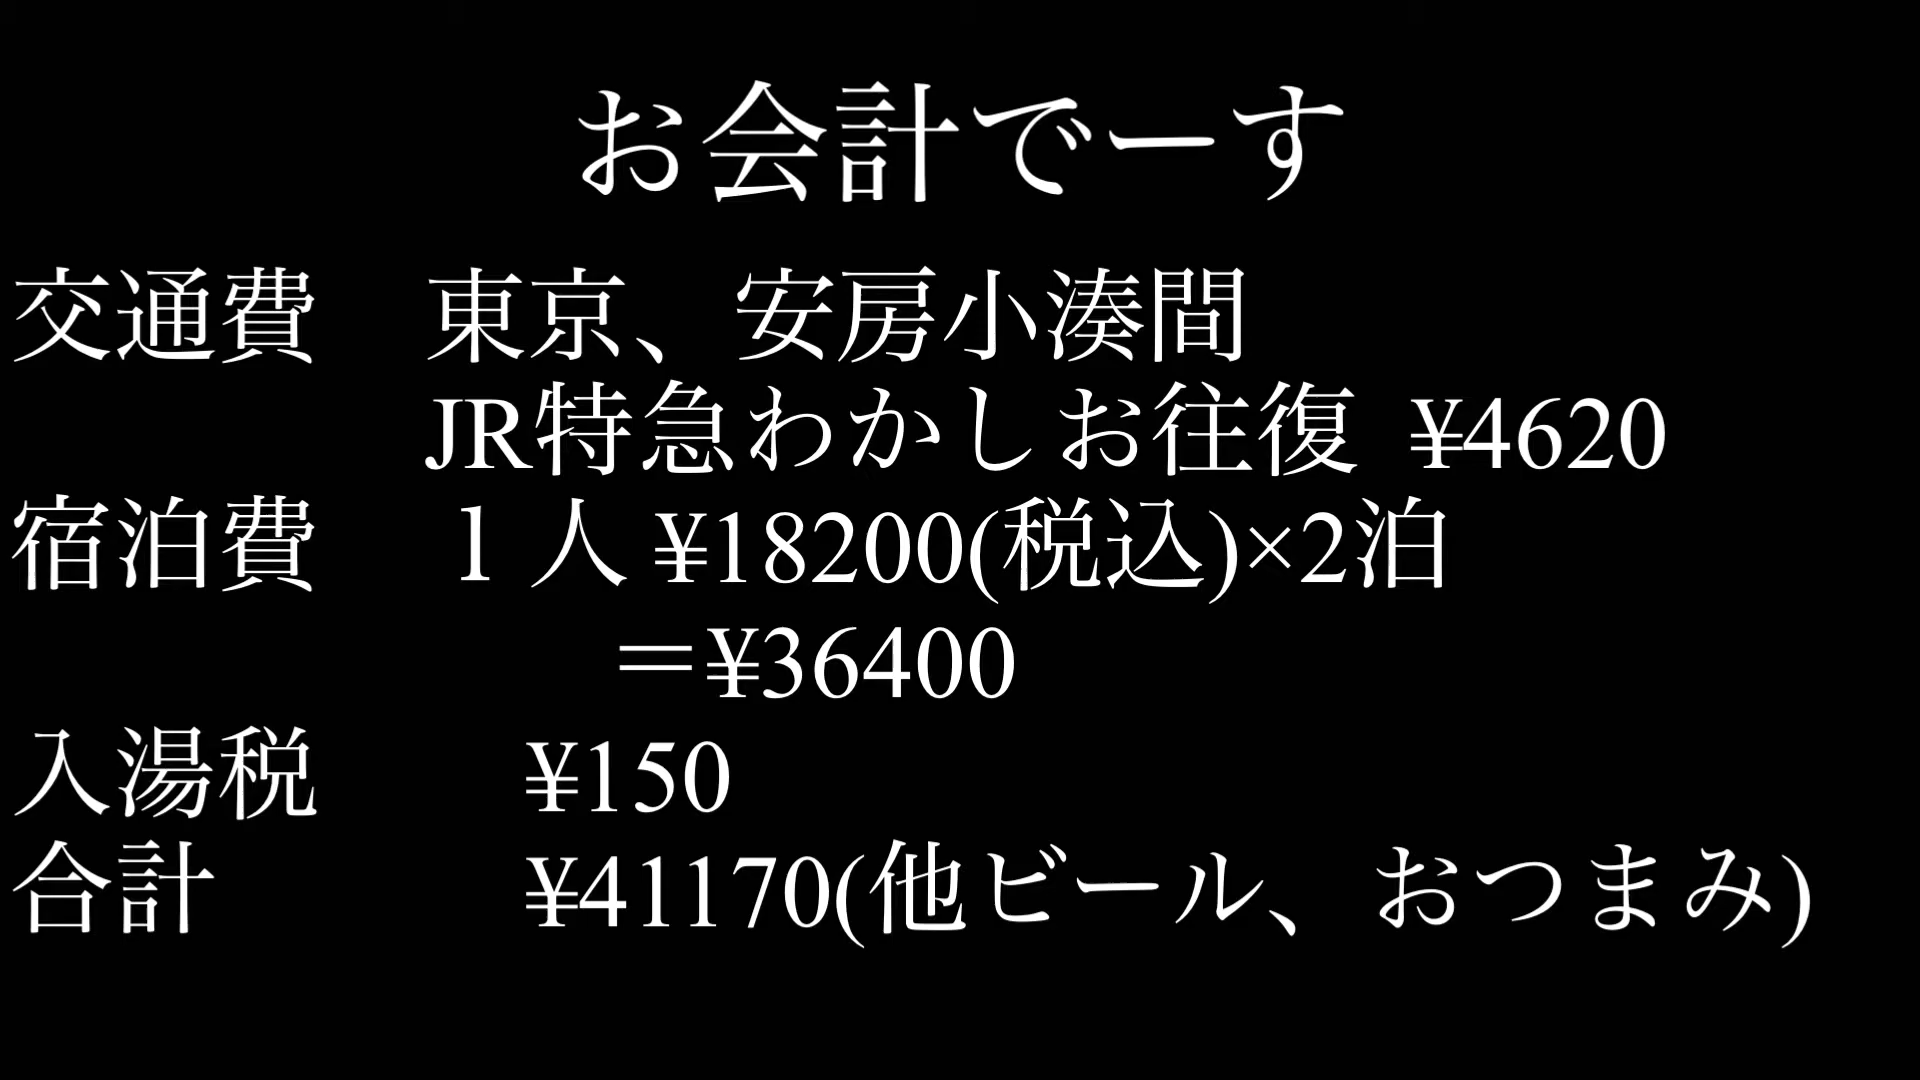 お会計でーす
交通費 東京、安房小湊間
JR特急わかしお往復 ¥4620
宿泊費 1人 ¥18200(税込)×2泊
＝¥36400
入湯税 ¥150
合計 ¥41170(他ビール、おつまみ)